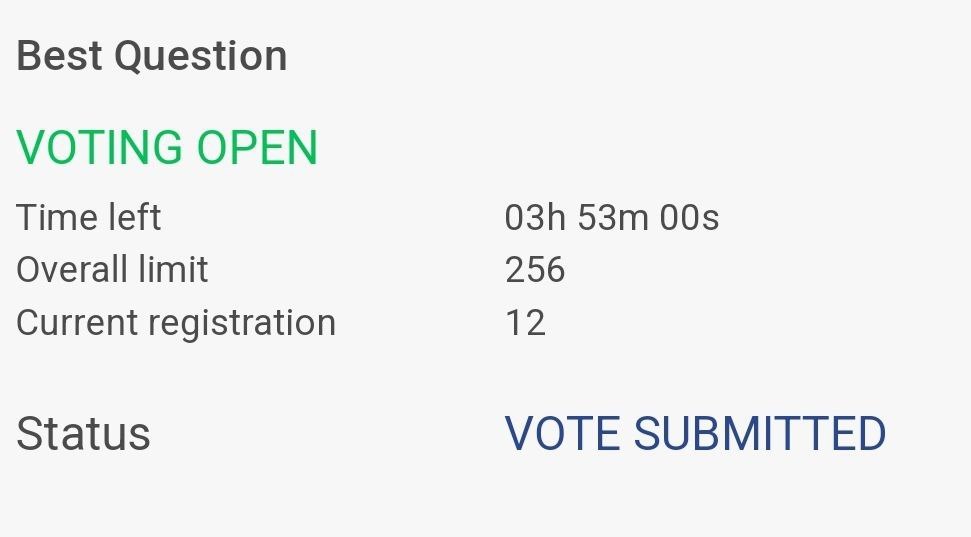 Best Question
VOTING OPEN
Time left 03h 53m 00s
Overall limit 256
Current registration 12
Status VOTE SUBMITTED